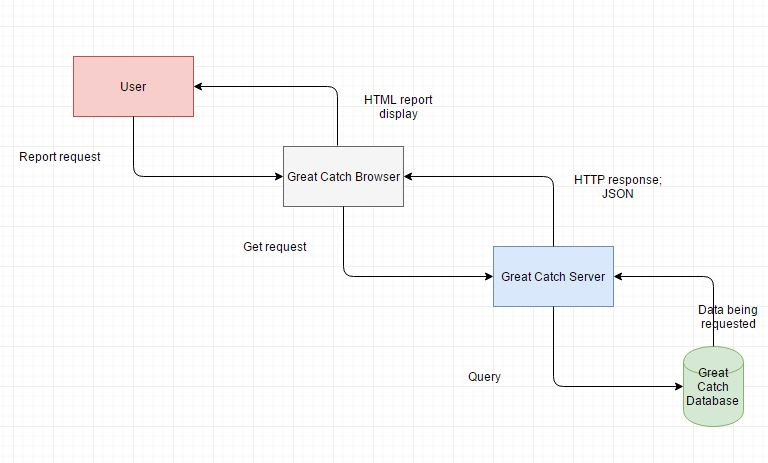 User
HTML report
display
Report request
Great Catch Browser
HTTP response;
JSON
Get request
Great Catch Server
Data being
requested
Query
Great
Catch
Database